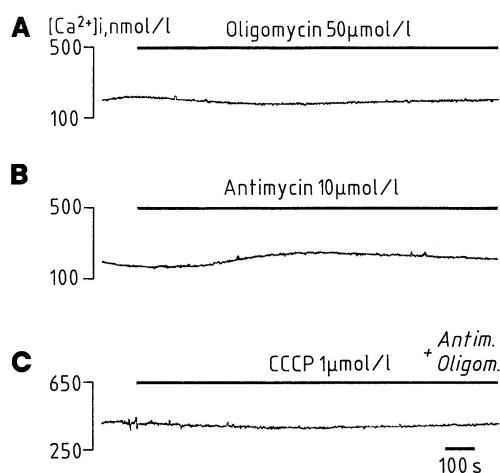 A [Ca²⁺]i,nmol/l Oligomycin 50μmol/l
500
100
B
Antimycin 10μmol/l
500
100
C
CCCP 1μmol/l + Antim. Oligom.
650
250
100 s